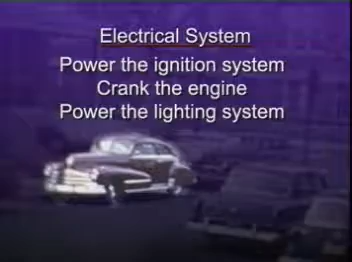 Electrical System
Power the ignition system
Crank the engine
Power the lighting system